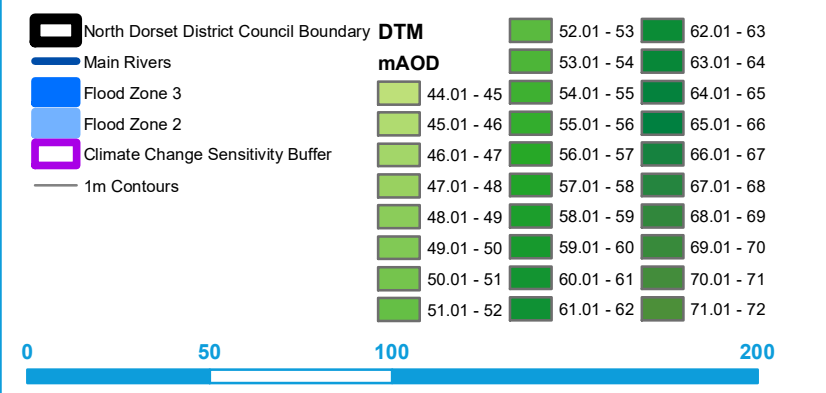 North Dorset District Council Boundary
Main Rivers
Flood Zone 3
Flood Zone 2
Climate Change Sensitivity Buffer
1m Contours
DTM
mAOD
44.01 - 45
45.01 - 46
46.01 - 47
47.01 - 48
48.01 - 49
49.01 - 50
50.01 - 51
51.01 - 52
52.01 - 53
53.01 - 54
54.01 - 55
55.01 - 56
56.01 - 57
57.01 - 58
58.01 - 59
59.01 - 60
60.01 - 61
61.01 - 62
62.01 - 63
63.01 - 64
64.01 - 65
65.01 - 66
66.01 - 67
67.01 - 68
68.01 - 69
69.01 - 70
70.01 - 71
71.01 - 72
0 50 100 200